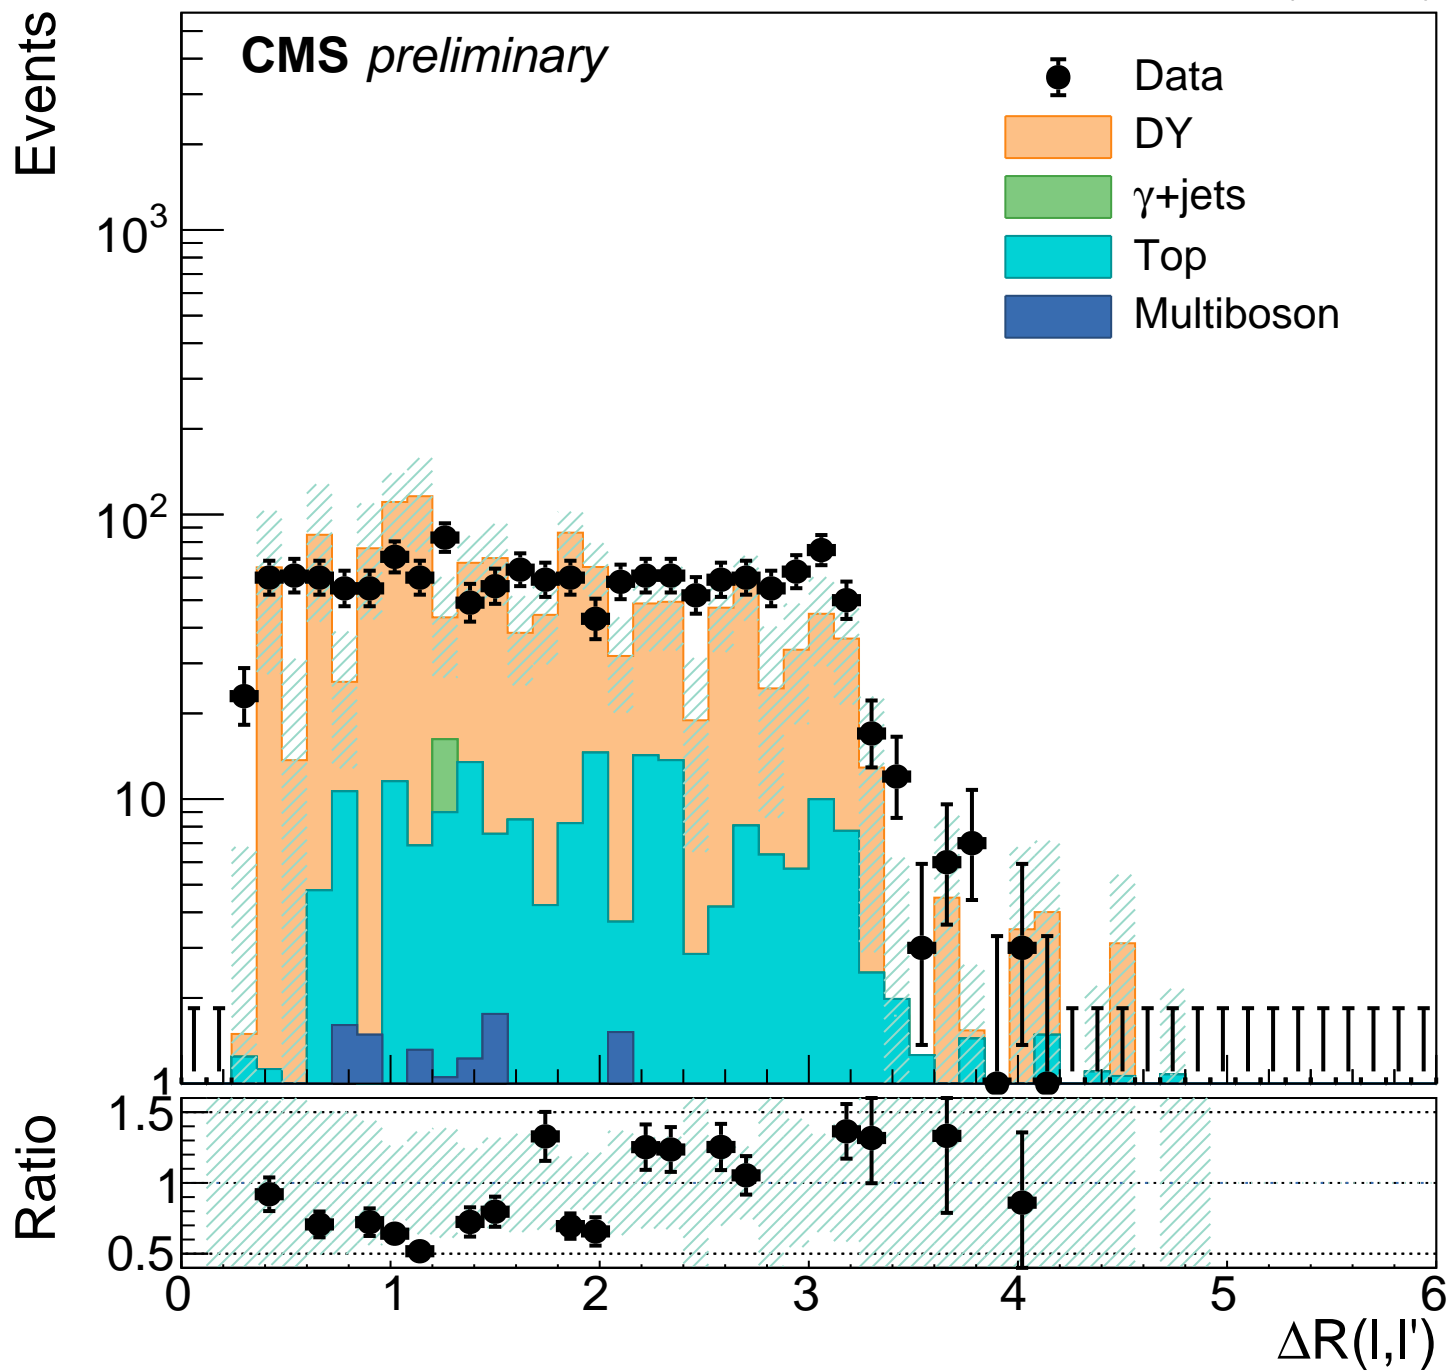 CMS preliminary
Events
Data
DY
γ+jets
Top
Multiboson
10³
10²
10
1
Ratio
1.5
1
0.5
0 1 2 3 4 5 6
ΔR(l,l')